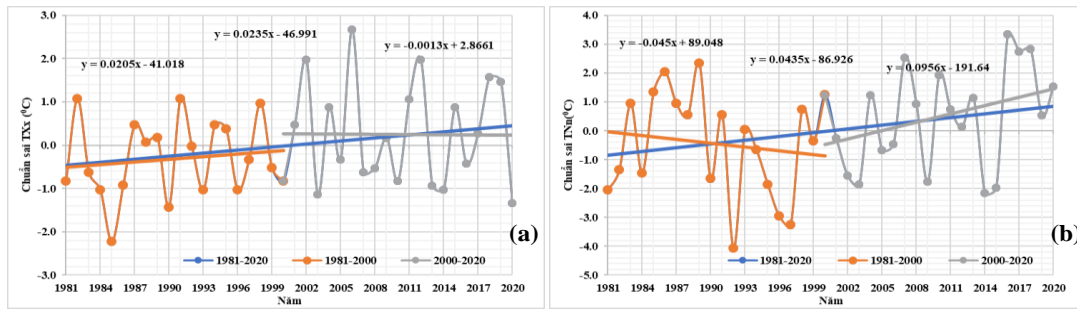 3.0
2.0
1.0
0.0
-1.0
-2.0
-3.0
Chuẩn sai TXx (⁰C)
y = 0.0205x - 41.018
y = 0.0235x - 46.991
y = -0.0013x + 2.8661
(a)
1981-2020
1981-2000
2000-2020
1981 1984 1987 1990 1993 1996 1999 2002 2005 2008 2011 2014 2017 2020
Năm
4.0
3.0
2.0
1.0
0.0
-1.0
-2.0
-3.0
-4.0
-5.0
Chuẩn sai TNn(⁰C)
y = -0.045x + 89.048
y = 0.0435x - 86.926
y = 0.0956x - 191.64
(b)
1981-2020
1981-2000
2000-2020
1981 1984 1987 1990 1993 1996 1999 2002 2005 2008 2011 2014 2017 2020
Năm